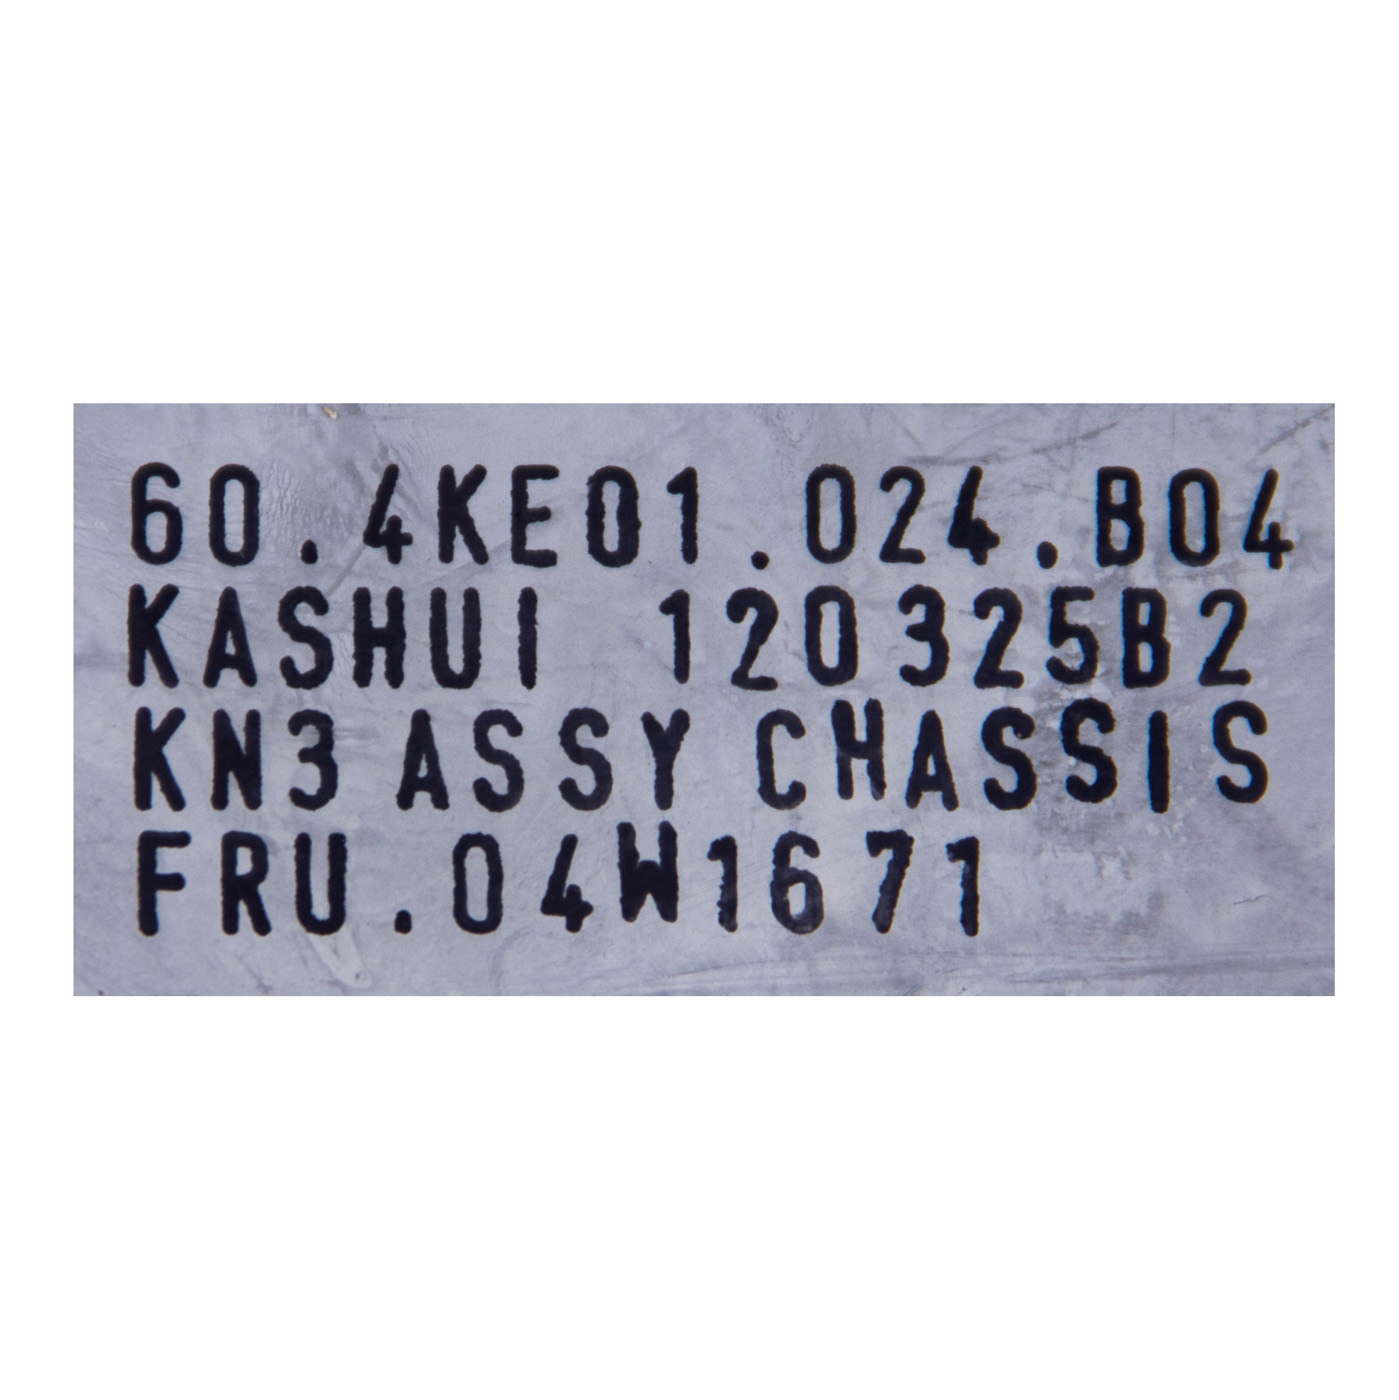 60.4KE01.024.B04
KASHUI 120325B2
KN3 ASSY CHASSIS
FRU.04W1671